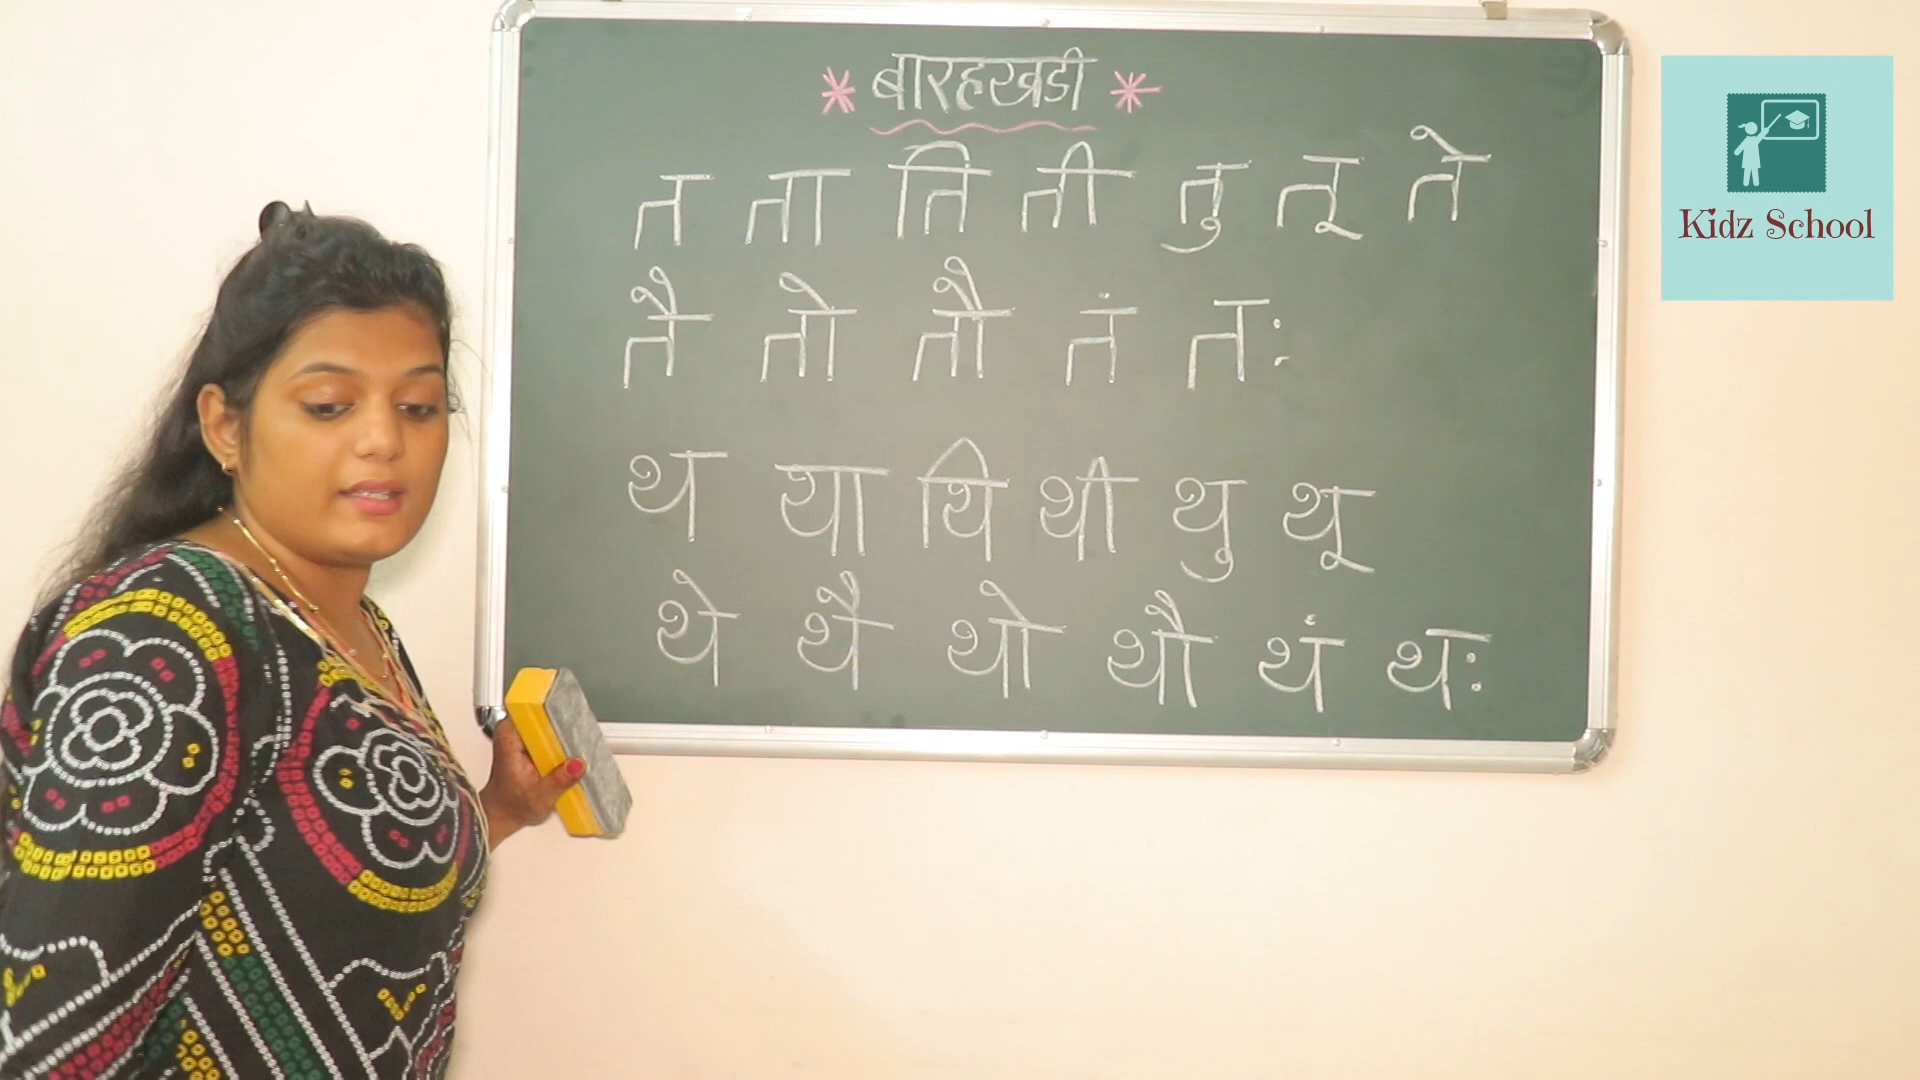 * बारहखडी *
त ता ति ती तु तू ते
तै तो तौ तं तः
थ था थि थी थु थू
थे थै थो थौ थं थः
Kidz School